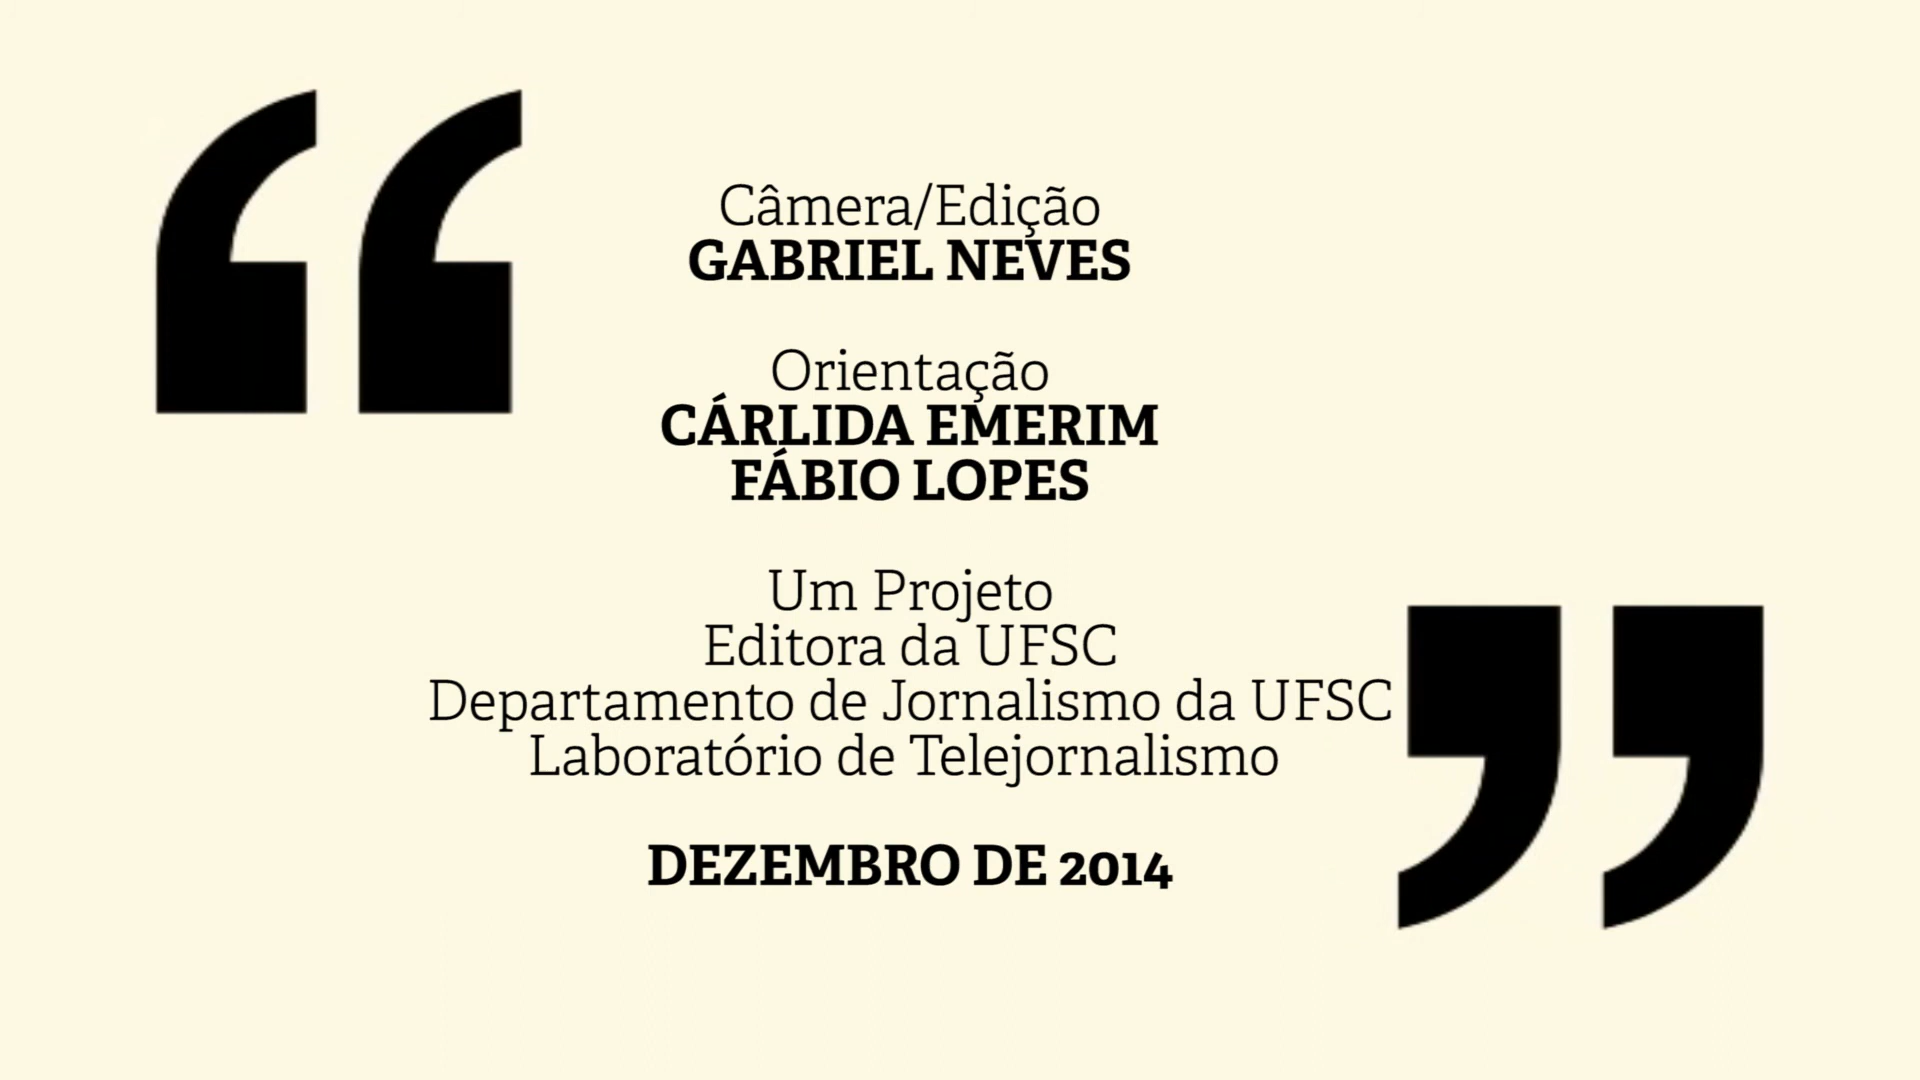 Câmera/Edição
GABRIEL NEVES
Orientação
CÁRLIDA EMERIM
FÁBIO LOPES
Um Projeto
Editora da UFSC
Departamento de Jornalismo da UFSC
Laboratório de Telejornalismo
DEZEMBRO DE 2014